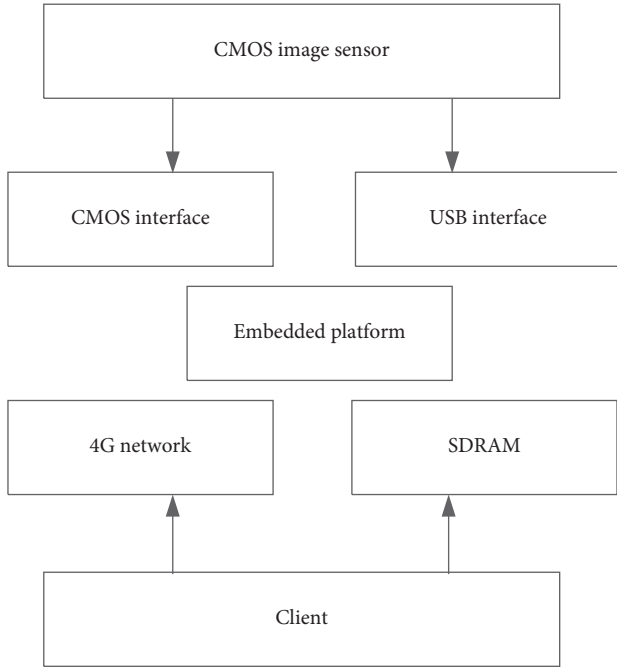 CMOS image sensor
CMOS interface
USB interface
Embedded platform
4G network
SDRAM
Client